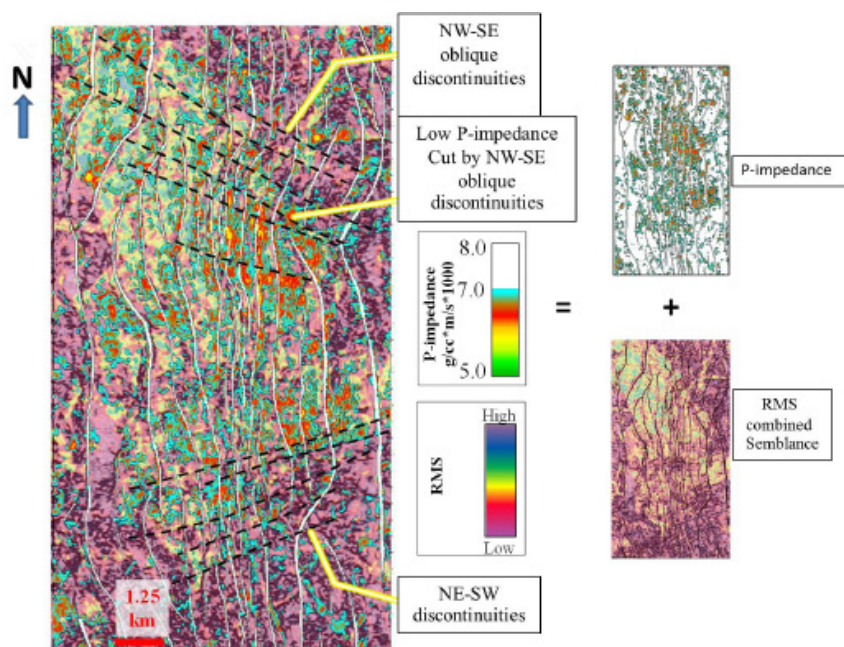 N
NW-SE
oblique
discontinuities
Low P-impedance
Cut by NW-SE
oblique
discontinuities
P-impedance
g/cc*m/s*1000
8.0
7.0
5.0
RMS
High
Low
NE-SW
discontinuities
1.25
km
=
P-impedance
+
RMS
combined
Semblance